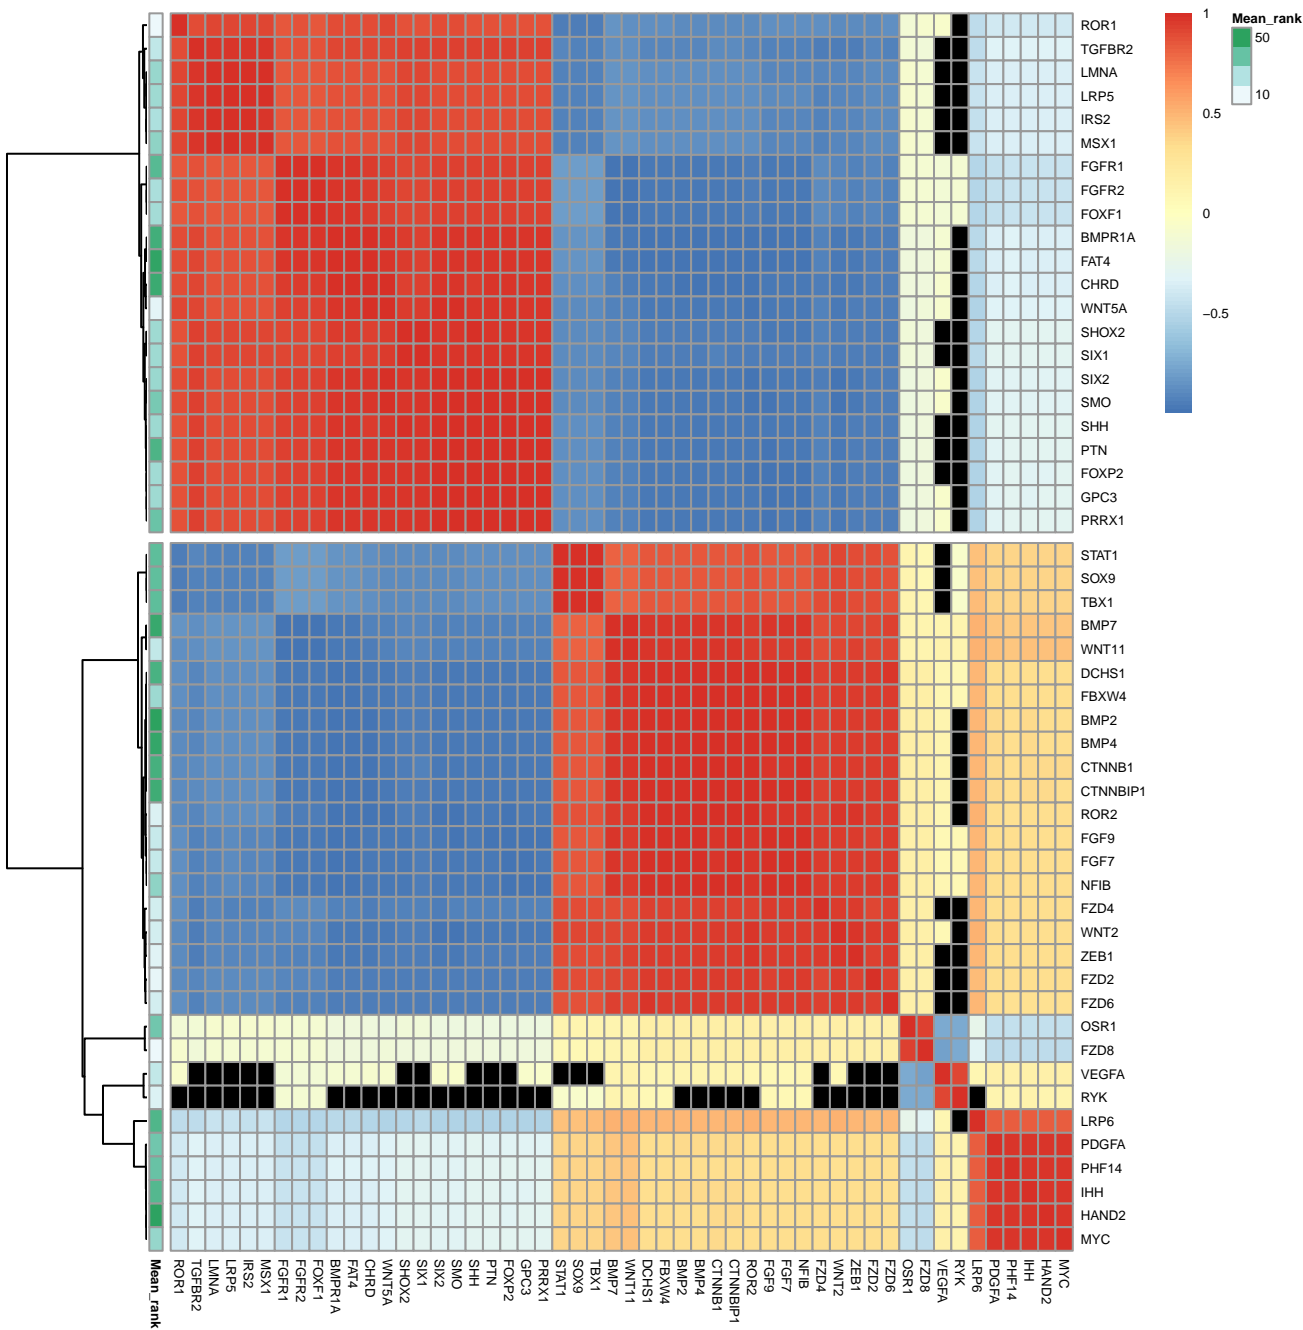 1
0.5
0
−0.5
Mean_rank
50
10
ROR1
TGFBR2
LMNA
LRP5
IRS2
MSX1
FGFR1
FGFR2
FOXF1
BMPR1A
FAT4
CHRD
WNT5A
SHOX2
SIX1
SIX2
SMO
SHH
PTN
FOXP2
GPC3
PRRX1
STAT1
SOX9
TBX1
BMP7
WNT11
DCHS1
FBXW4
BMP2
BMP4
CTNNB1
CTNNBIP1
ROR2
FGF9
FGF7
NFIB
FZD4
WNT2
ZEB1
FZD2
FZD6
OSR1
FZD8
VEGFA
RYK
LRP6
PDGFA
PHF14
IHH
HAND2
MYC
Mean_rank
ROR1
TGFBR2
LMNA
LRP5
IRS2
MSX1
FGFR1
FGFR2
FOXF1
BMPR1A
FAT4
CHRD
WNT5A
SHOX2
SIX1
SIX2
SMO
SHH
PTN
FOXP2
GPC3
PRRX1
STAT1
SOX9
TBX1
BMP7
WNT11
DCHS1
FBXW4
BMP2
BMP4
CTNNB1
CTNNBIP1
ROR2
FGF9
FGF7
NFIB
FZD4
WNT2
ZEB1
FZD2
FZD6
OSR1
FZD8
VEGFA
RYK
LRP6
PDGFA
PHF14
IHH
HAND2
MYC